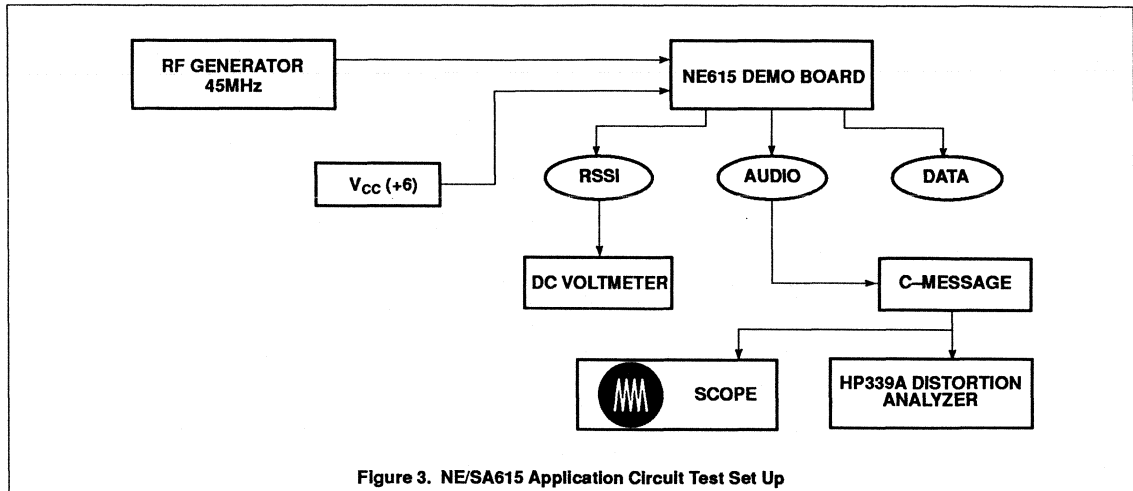 RF GENERATOR
45MHz
NE615 DEMO BOARD
VCC (+6)
RSSI
AUDIO
DATA
DC VOLTMETER
C–MESSAGE
SCOPE
HP339A DISTORTION
ANALYZER
Figure 3. NE/SA615 Application Circuit Test Set Up